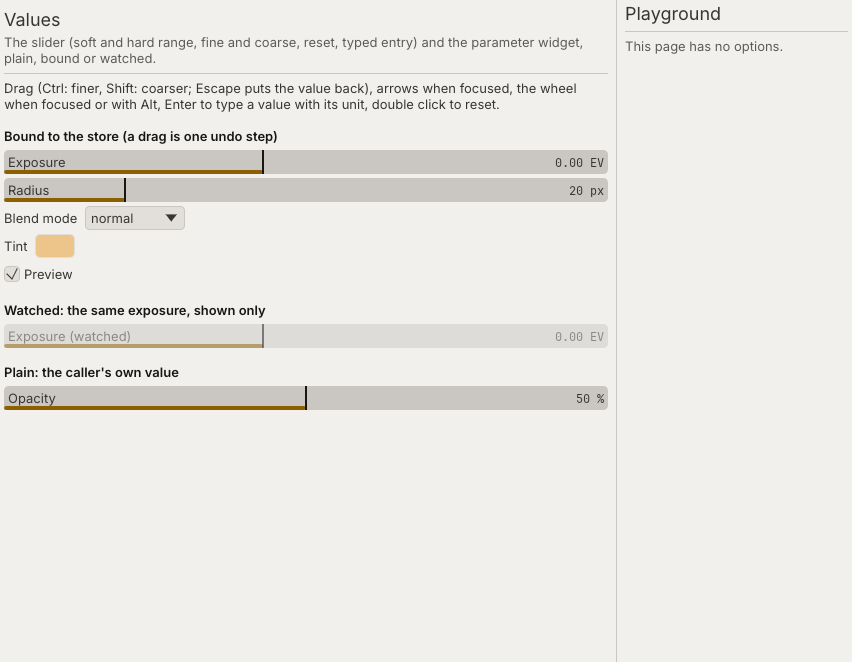 Values
The slider (soft and hard range, fine and coarse, reset, typed entry) and the parameter widget,
plain, bound or watched.
Drag (Ctrl: finer, Shift: coarser; Escape puts the value back), arrows when focused, the wheel
when focused or with Alt, Enter to type a value with its unit, double click to reset.
Bound to the store (a drag is one undo step)
Exposure 0.00 EV
Radius 20 px
Blend mode normal
Tint
Preview
Watched: the same exposure, shown only
Exposure (watched) 0.00 EV
Plain: the caller's own value
Opacity 50 %
Playground
This page has no options.